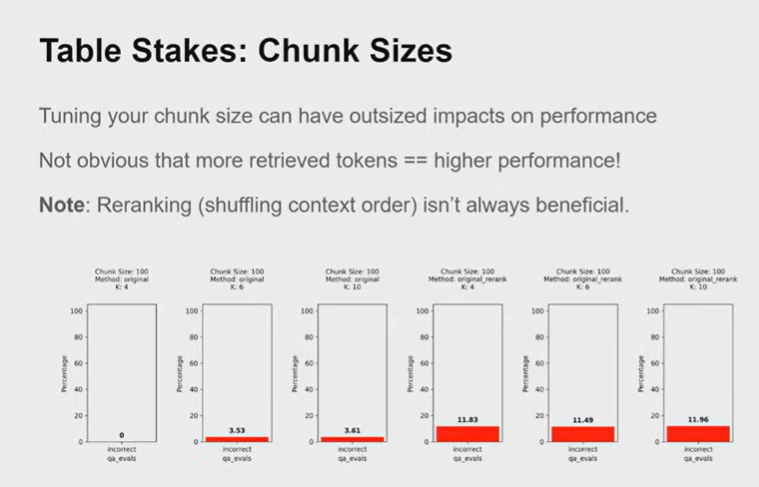 Table Stakes: Chunk Sizes
Tuning your chunk size can have outsized impacts on performance
Not obvious that more retrieved tokens == higher performance!
Note: Reranking (shuffling context order) isn't always beneficial.
Chunk Size: 100
Method: original
K: 4
100
80
60
40
20
0
Percentage
0
incorrect
qa_evals
Chunk Size: 100
Method: original
K: 6
100
80
60
40
20
0
Percentage
3.53
incorrect
qa_evals
Chunk Size: 100
Method: original
K: 10
100
80
60
40
20
0
Percentage
3.61
incorrect
qa_evals
Chunk Size: 100
Method: original_rerank
K: 4
100
80
60
40
20
0
Percentage
11.83
incorrect
qa_evals
Chunk Size: 100
Method: original_rerank
K: 6
100
80
60
40
20
0
Percentage
11.49
incorrect
qa_evals
Chunk Size: 100
Method: original_rerank
K: 10
100
80
60
40
20
0
Percentage
11.96
incorrect
qa_evals